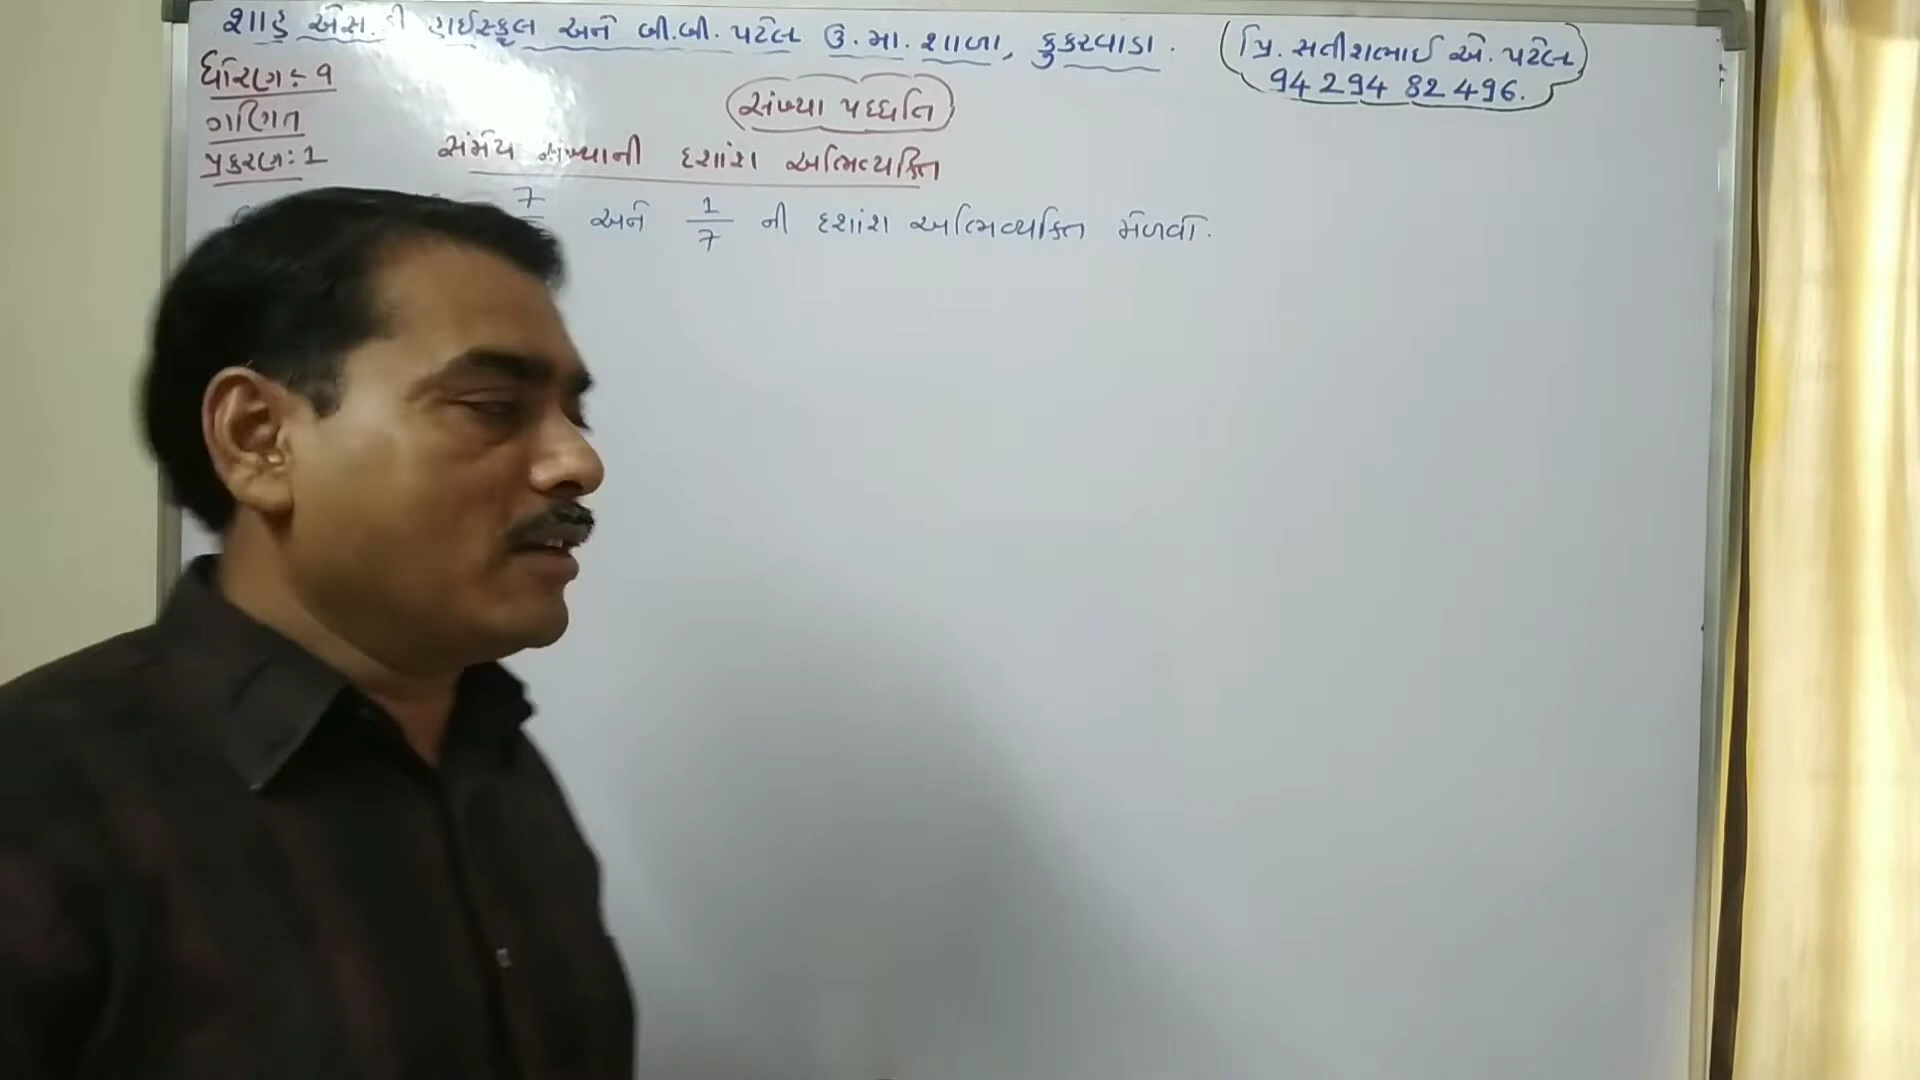 શાહ એસ. ડી હાઈસ્કૂલ અને બી.બી. પટેલ ઉ.મા. શાળા, કુકરવાડા.
(પ્રિ. સતીશભાઈ એ. પટેલ)
94294 82496.
ધોરણ : ૧
ગણિત
પ્રકરણ : 1
સંખ્યા પદ્ધતિ
સંમેય સંખ્યાની દશાંશ અભિવ્યક્તિ
7 અને 1/7 ની દશાંશ અભિવ્યક્તિ મેળવો.